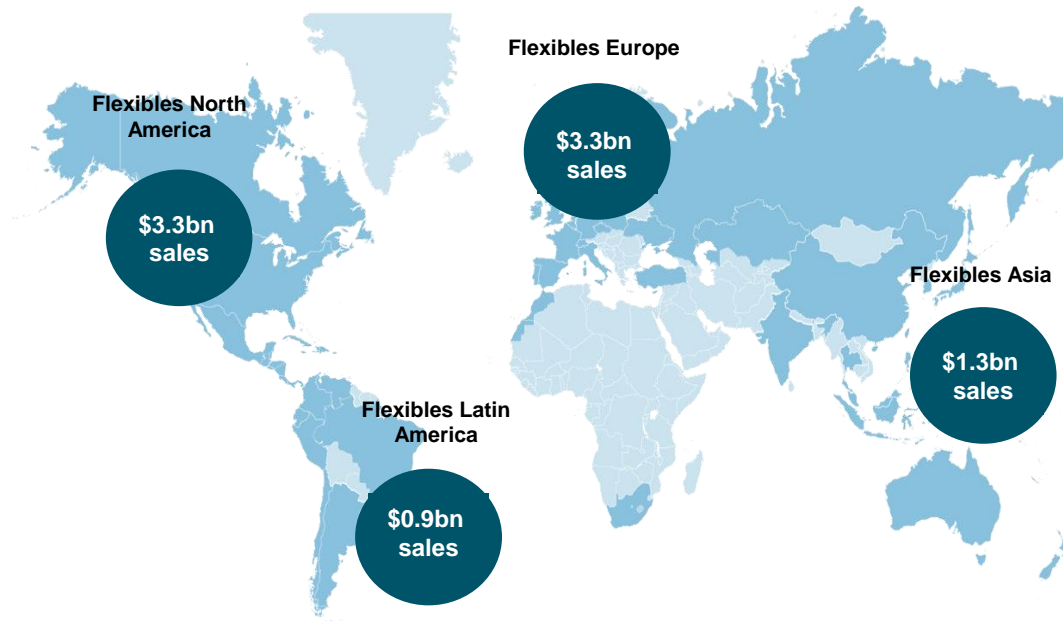 Flexibles Europe
$3.3bn
sales
Flexibles North
America
$3.3bn
sales
Flexibles Asia
$1.3bn
sales
Flexibles Latin
America
$0.9bn
sales